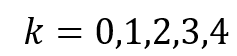 k = 0,1,2,3,4